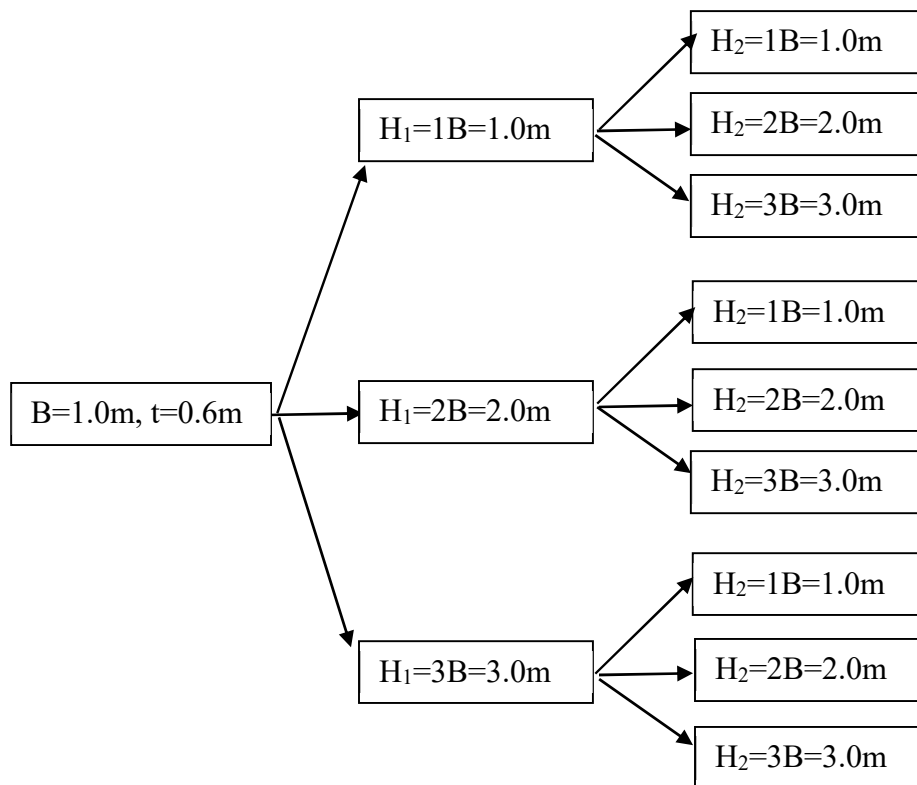 H₂=1B=1.0m
H₁=1B=1.0m
H₂=2B=2.0m
H₂=3B=3.0m
H₂=1B=1.0m
B=1.0m, t=0.6m
H₁=2B=2.0m
H₂=2B=2.0m
H₂=3B=3.0m
H₂=1B=1.0m
H₁=3B=3.0m
H₂=2B=2.0m
H₂=3B=3.0m